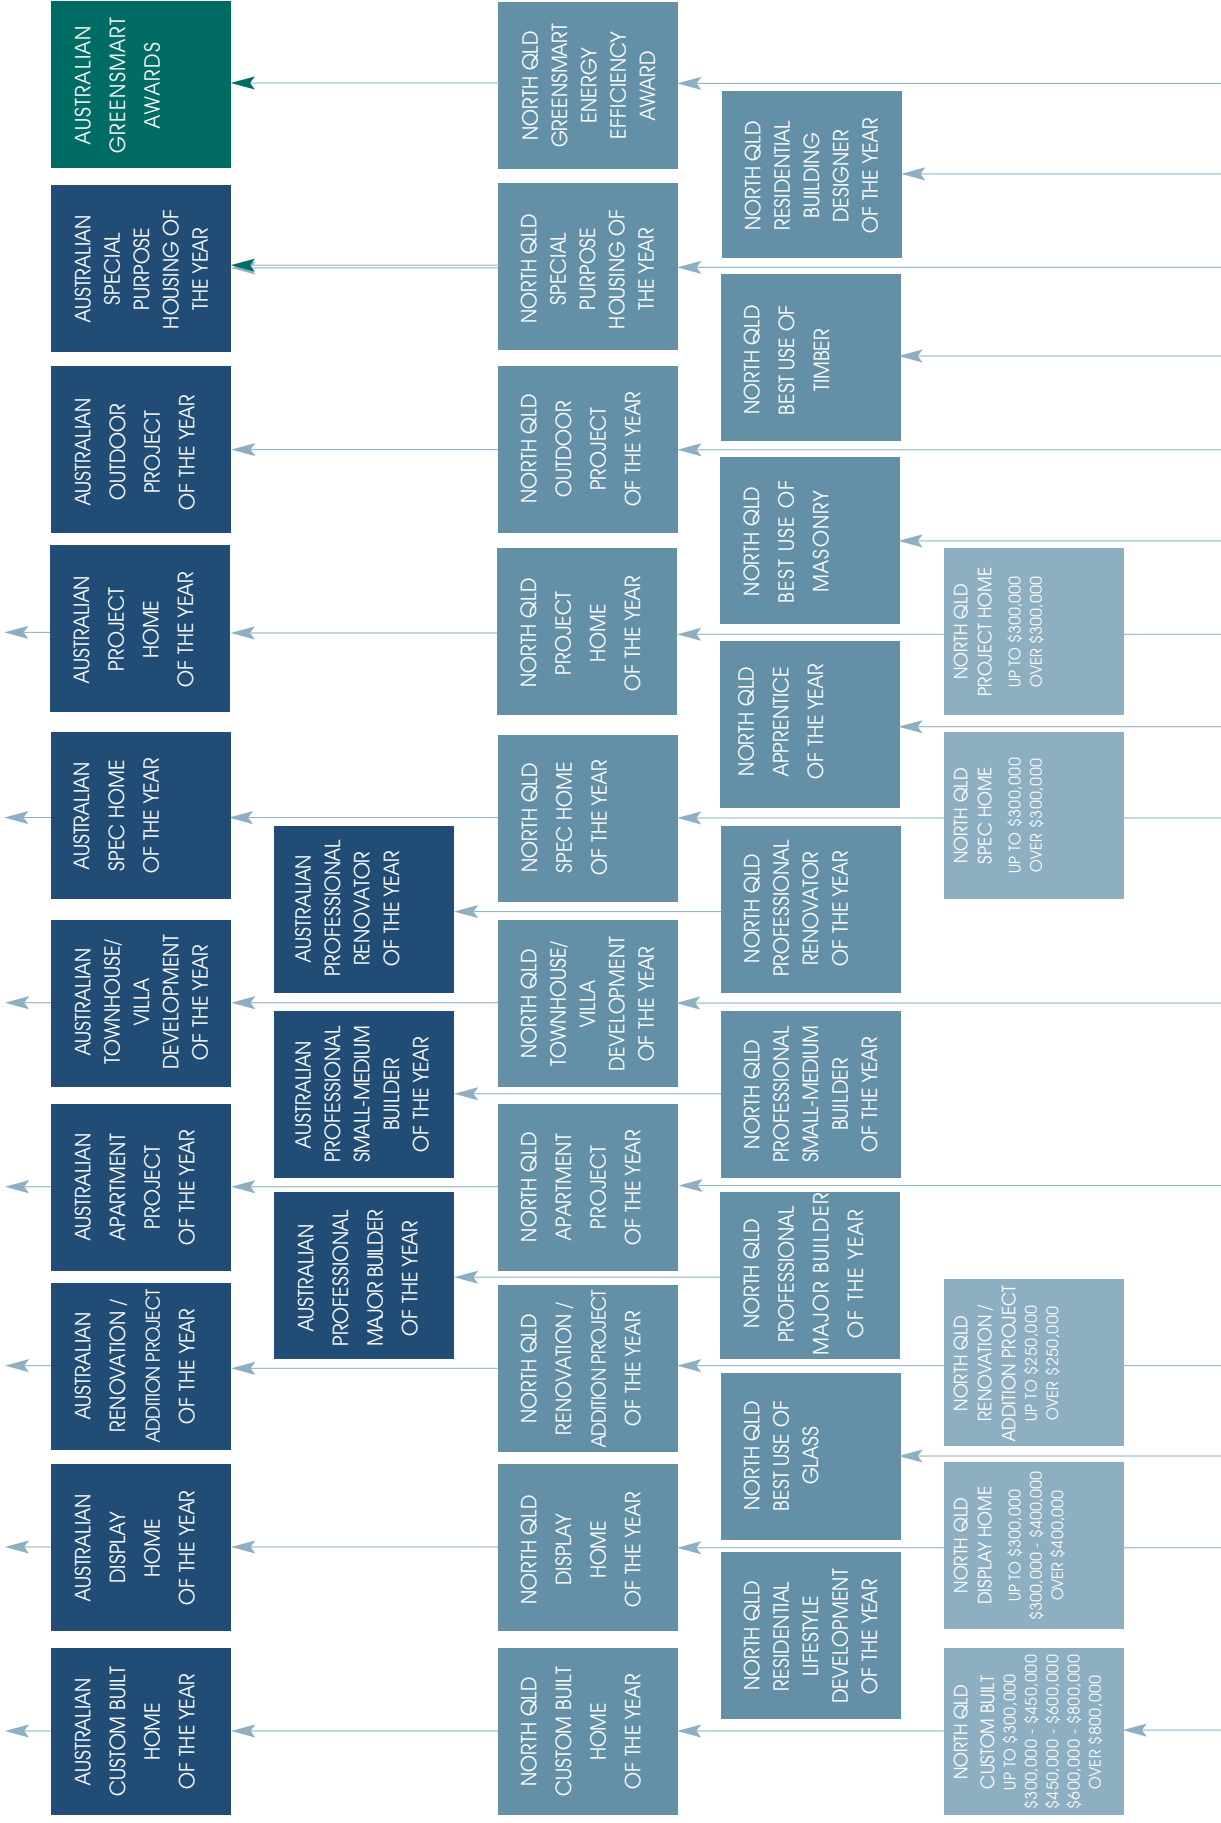 AUSTRALIAN
CUSTOM BUILT
HOME
OF THE YEAR
AUSTRALIAN
DISPLAY
HOME
OF THE YEAR
AUSTRALIAN
RENOVATION /
ADDITION PROJECT
OF THE YEAR
AUSTRALIAN
APARTMENT
PROJECT
OF THE YEAR
AUSTRALIAN
TOWNHOUSE/
VILLA
DEVELOPMENT
OF THE YEAR
AUSTRALIAN
SPEC HOME
OF THE YEAR
AUSTRALIAN
PROJECT
HOME
OF THE YEAR
AUSTRALIAN
OUTDOOR
PROJECT
OF THE YEAR
AUSTRALIAN
SPECIAL
PURPOSE
HOUSING OF
THE YEAR
AUSTRALIAN
GREENSMART
AWARDS
AUSTRALIAN
PROFESSIONAL
MAJOR BUILDER
OF THE YEAR
AUSTRALIAN
PROFESSIONAL
SMALL-MEDIUM
BUILDER
OF THE YEAR
AUSTRALIAN
PROFESSIONAL
RENOVATOR
OF THE YEAR
NORTH QLD
CUSTOM BUILT
HOME
OF THE YEAR
NORTH QLD
DISPLAY
HOME
OF THE YEAR
NORTH QLD
RENOVATION /
ADDITION PROJECT
OF THE YEAR
NORTH QLD
APARTMENT
PROJECT
OF THE YEAR
NORTH QLD
TOWNHOUSE/
VILLA
DEVELOPMENT
OF THE YEAR
NORTH QLD
SPEC HOME
OF THE YEAR
NORTH QLD
PROJECT
HOME
OF THE YEAR
NORTH QLD
OUTDOOR
PROJECT
OF THE YEAR
NORTH QLD
SPECIAL
PURPOSE
HOUSING OF
THE YEAR
NORTH QLD
GREENSMART
ENERGY
EFFICIENCY
AWARD
NORTH QLD
RESIDENTIAL
LIFESTYLE
DEVELOPMENT
OF THE YEAR
NORTH QLD
BEST USE OF
GLASS
NORTH QLD
PROFESSIONAL
MAJOR BUILDER
OF THE YEAR
NORTH QLD
PROFESSIONAL
SMALL-MEDIUM
BUILDER
OF THE YEAR
NORTH QLD
PROFESSIONAL
RENOVATOR
OF THE YEAR
NORTH QLD
APPRENTICE
OF THE YEAR
NORTH QLD
BEST USE OF
MASONRY
NORTH QLD
BEST USE OF
TIMBER
NORTH QLD
RESIDENTIAL
BUILDING
DESIGNER
OF THE YEAR
NORTH QLD
CUSTOM BUILT
UP TO $300,000
$300,000 - $450,000
$450,000 - $600,000
$600,000 - $800,000
OVER $800,000
NORTH QLD
DISPLAY HOME
UP TO $300,000
$300,000 - $400,000
OVER $400,000
NORTH QLD
RENOVATION /
ADDITION PROJECT
UP TO $250,000
OVER $250,000
NORTH QLD
SPEC HOME
UP TO $300,000
OVER $300,000
NORTH QLD
PROJECT HOME
UP TO $300,000
OVER $300,000